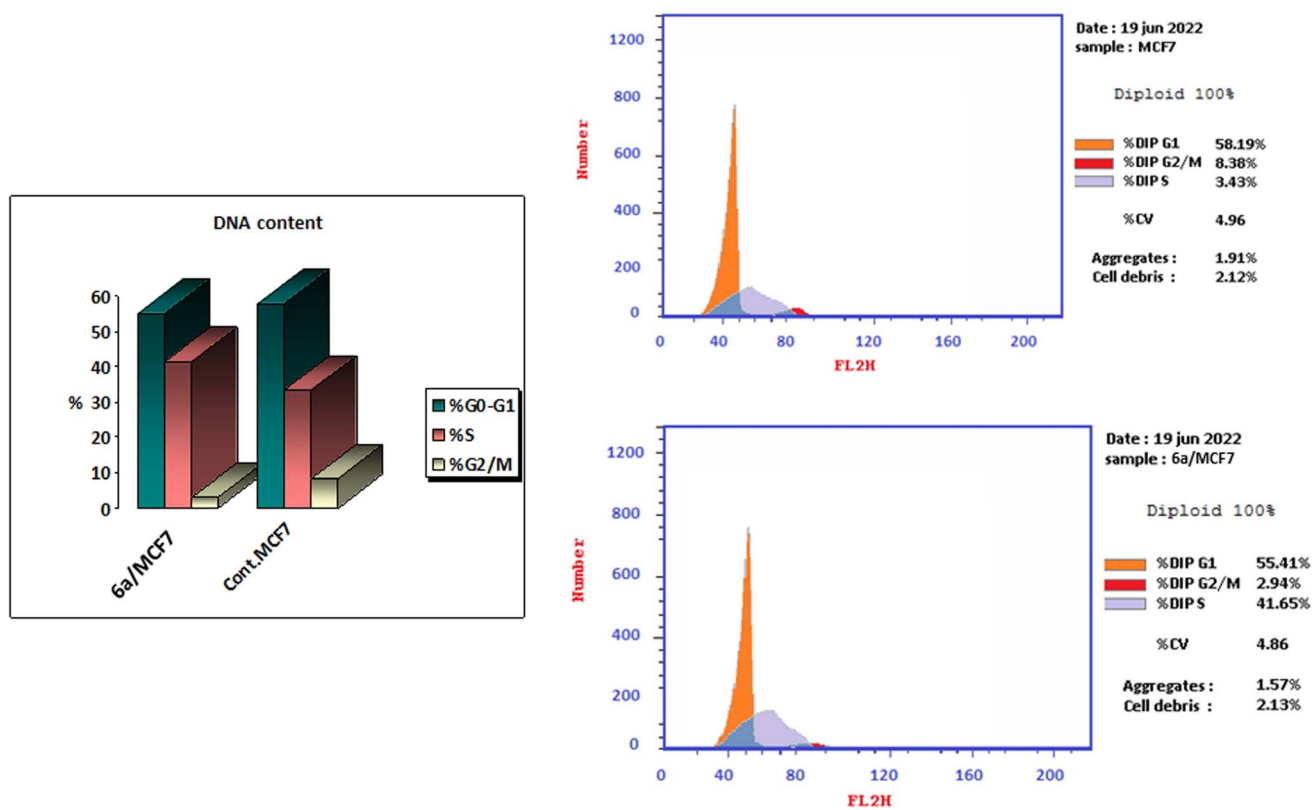 DNA content
60
50
40
30
20
10
0
%
6a/MCF7
Cont.MCF7
%G0-G1
%S
%G2/M
1200
800
600
400
200
0
Number
0 40 80 120 160 200
FL2H
Date : 19 jun 2022
sample : MCF7
Diploid 100%
%DIP G1 58.19%
%DIP G2/M 8.38%
%DIP S 3.43%
%CV 4.96
Aggregates : 1.91%
Cell debris : 2.12%
1200
800
600
400
200
0
Number
0 40 80 120 160 200
FL2H
Date : 19 jun 2022
sample : 6a/MCF7
Diploid 100%
%DIP G1 55.41%
%DIP G2/M 2.94%
%DIP S 41.65%
%CV 4.86
Aggregates : 1.57%
Cell debris : 2.13%